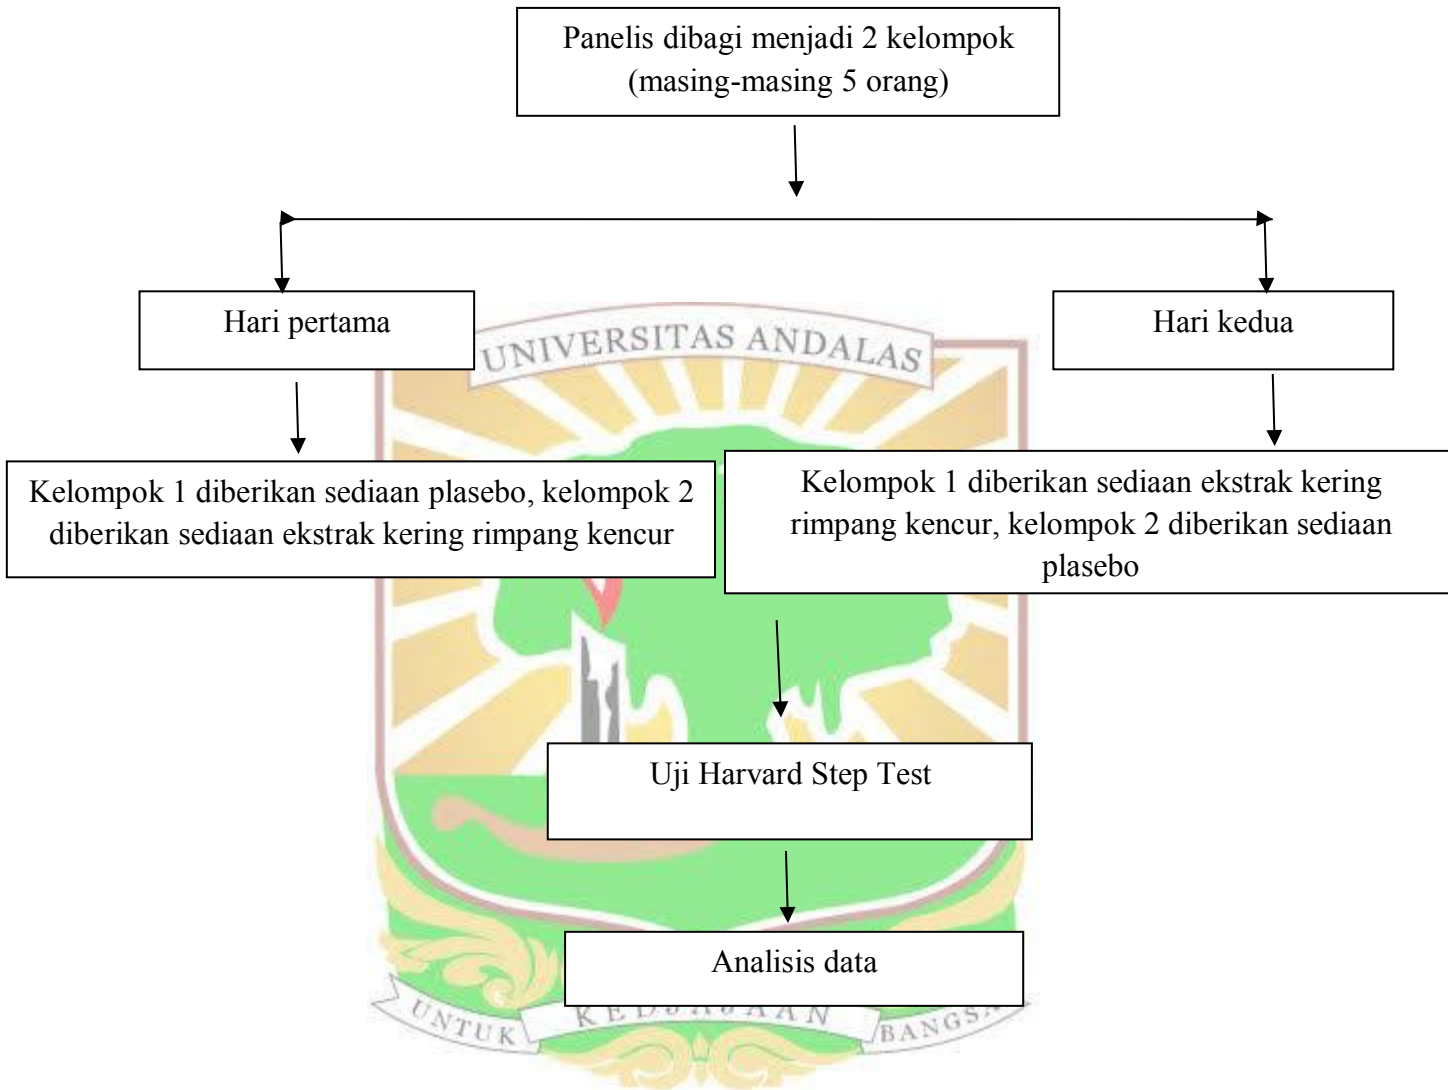 Panelis dibagi menjadi 2 kelompok
(masing-masing 5 orang)
Hari pertama
Hari kedua
UNIVERSITAS ANDALAS
Kelompok 1 diberikan sediaan plasebo, kelompok 2
diberikan sediaan ekstrak kering rimpang kencur
Kelompok 1 diberikan sediaan ekstrak kering
rimpang kencur, kelompok 2 diberikan sediaan
plasebo
Uji Harvard Step Test
Analisis data
UNTUK KEDJAJAAN BANGSA